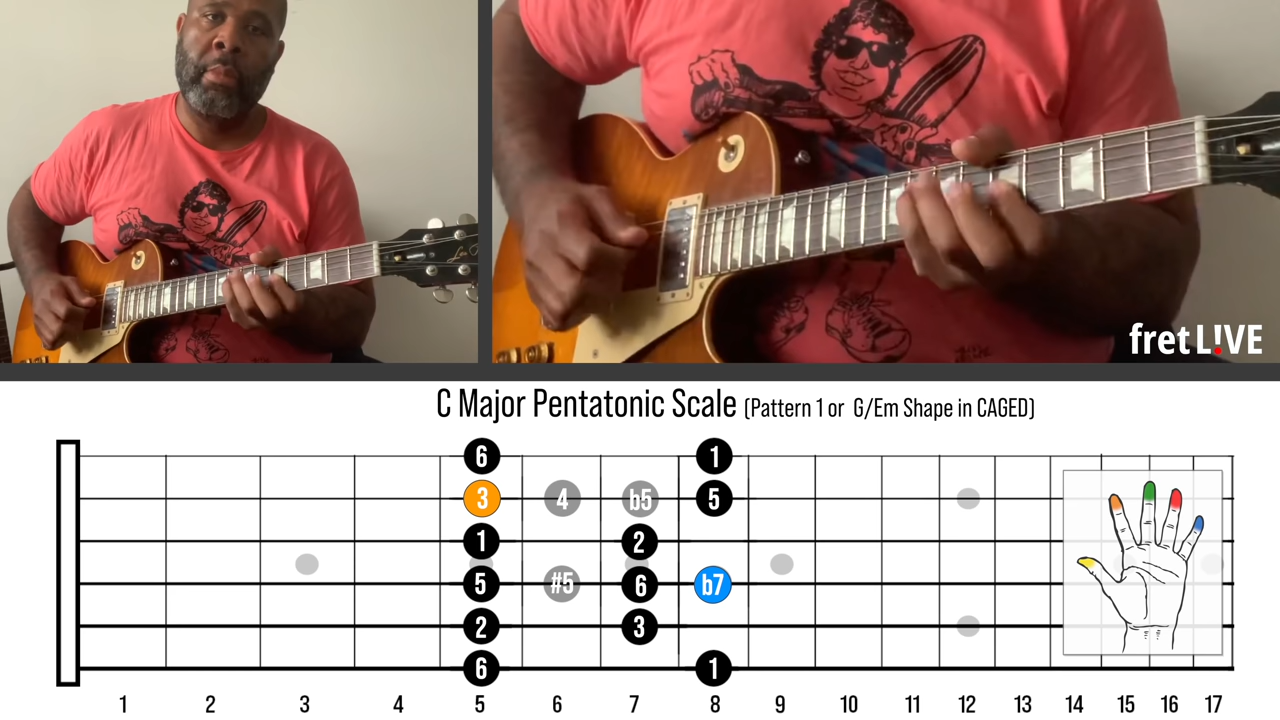 fret L!VE
C Major Pentatonic Scale (Pattern 1 or G/Em Shape in CAGED)
6 1
3 4 b5 5
1 2
5 #5 6 b7
2 3
6 1
1 2 3 4 5 6 7 8 9 10 11 12 13 14 15 16 17